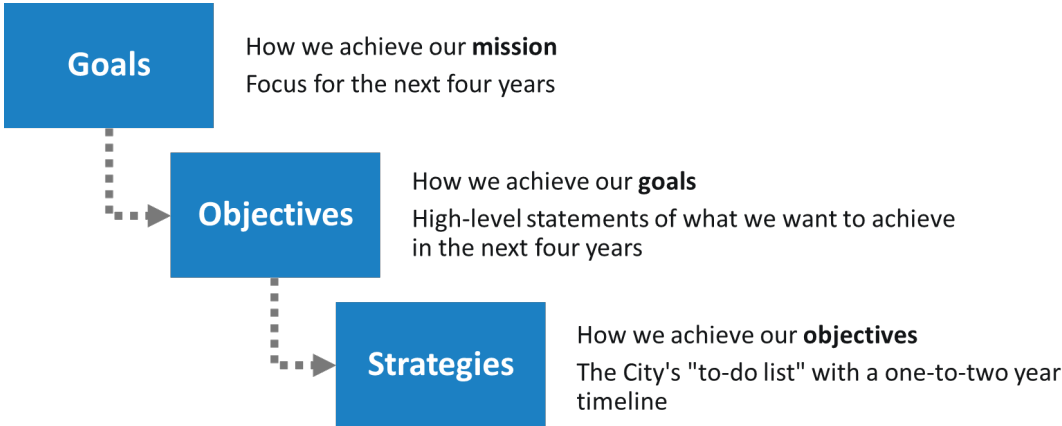 Goals
How we achieve our mission
Focus for the next four years
Objectives
How we achieve our goals
High-level statements of what we want to achieve
in the next four years
Strategies
How we achieve our objectives
The City's "to-do list" with a one-to-two year
timeline